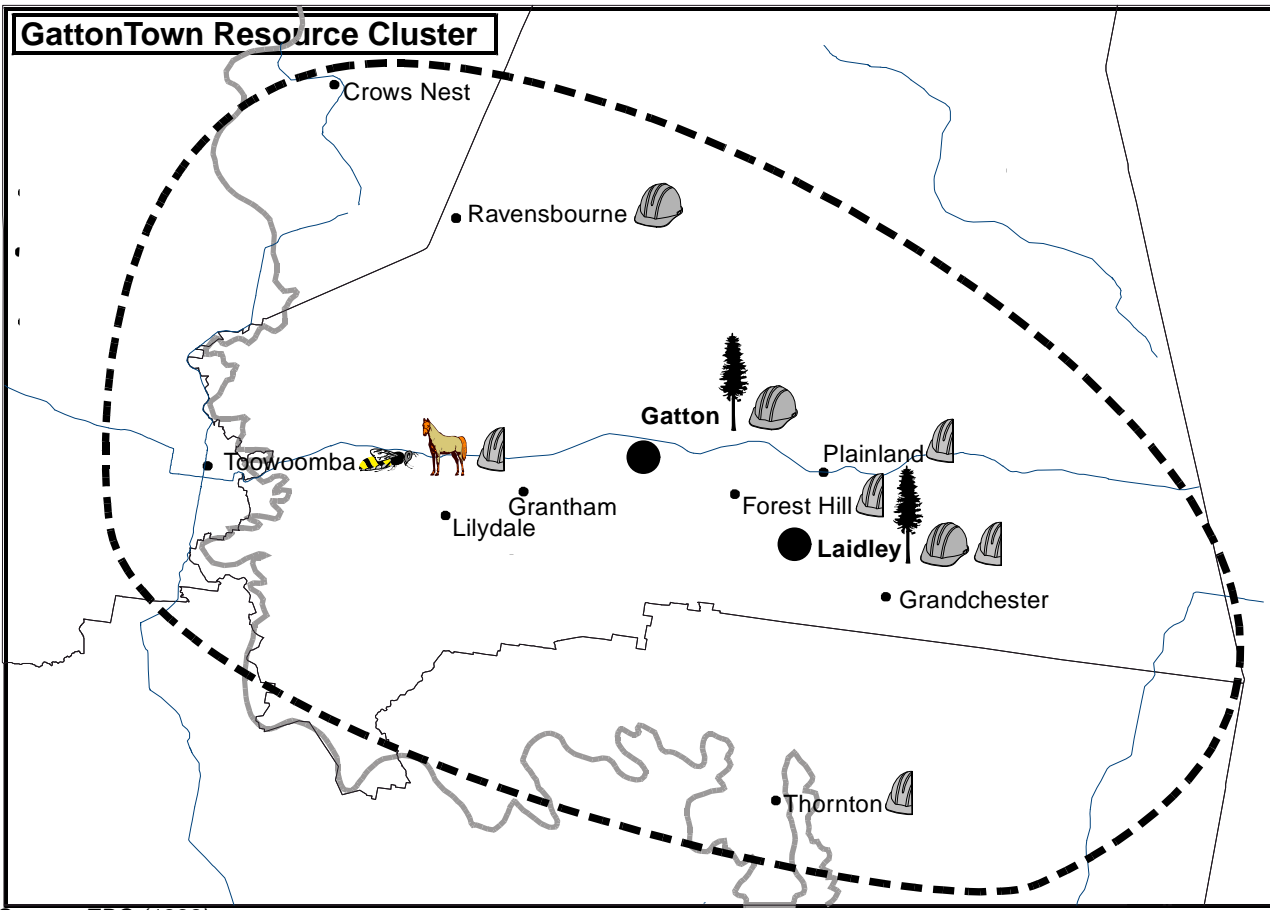 GattonTown Resource Cluster
Crows Nest
Ravensbourne
Gatton
Plainland
Toowoomba
Grantham
Forest Hill
Lilydale
Laidley
Grandchester
Thornton